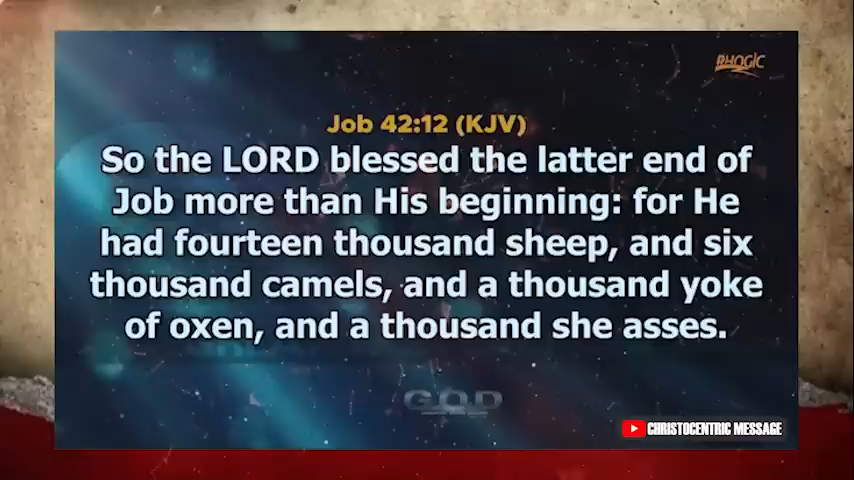 RHOGIC
Job 42:12 (KJV)
So the LORD blessed the latter end of
Job more than His beginning: for He
had fourteen thousand sheep, and six
thousand camels, and a thousand yoke
of oxen, and a thousand she asses.
G.O.D
CHRISTOCENTRIC MESSAGE